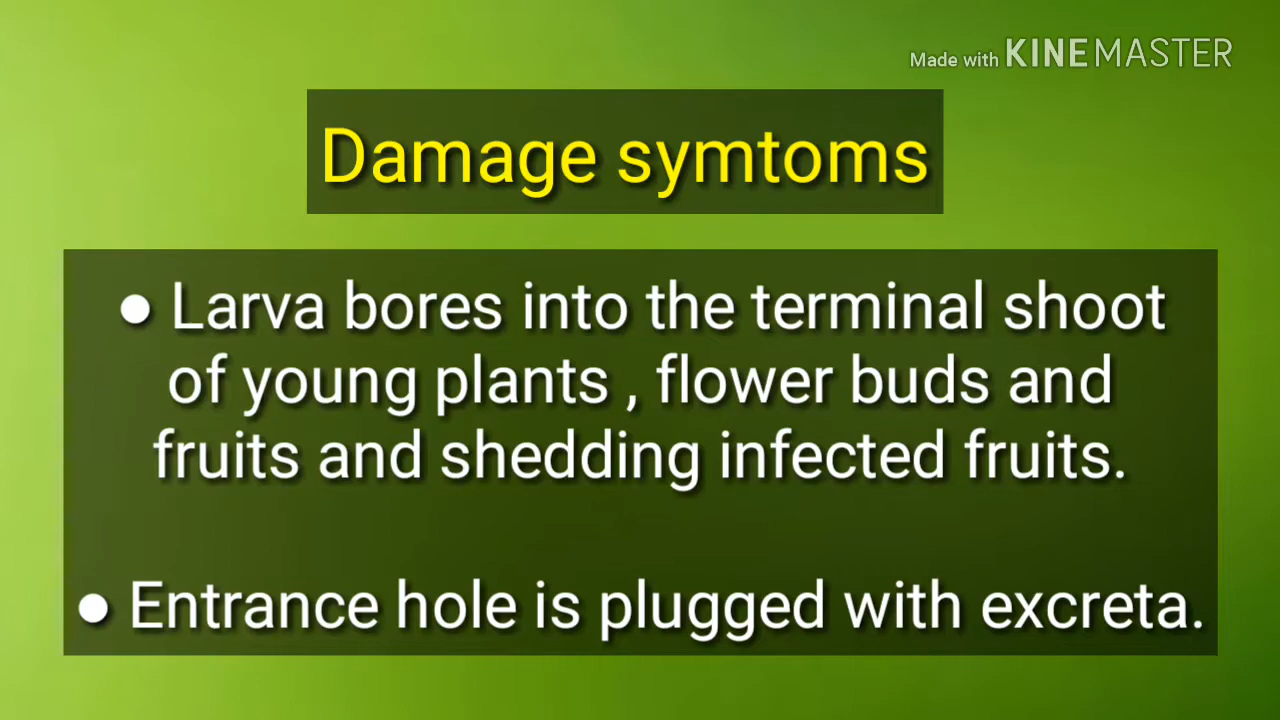 Made with KINEMASTER
Damage symtoms
● Larva bores into the terminal shoot
of young plants , flower buds and
fruits and shedding infected fruits.
● Entrance hole is plugged with excreta.